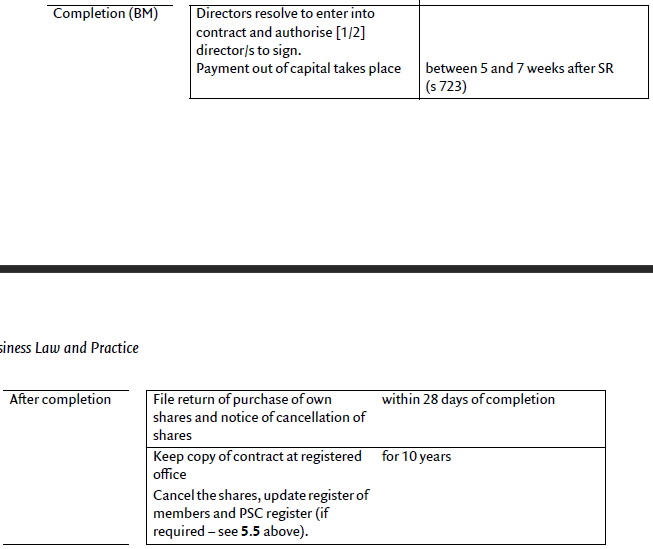 Completion (BM)
Directors resolve to enter into
contract and authorise [1/2]
director/s to sign.
Payment out of capital takes place
between 5 and 7 weeks after SR
(s 723)
siness Law and Practice
After completion
File return of purchase of own
shares and notice of cancellation of
shares
within 28 days of completion
Keep copy of contract at registered
office
for 10 years
Cancel the shares, update register of
members and PSC register (if
required – see 5.5 above).